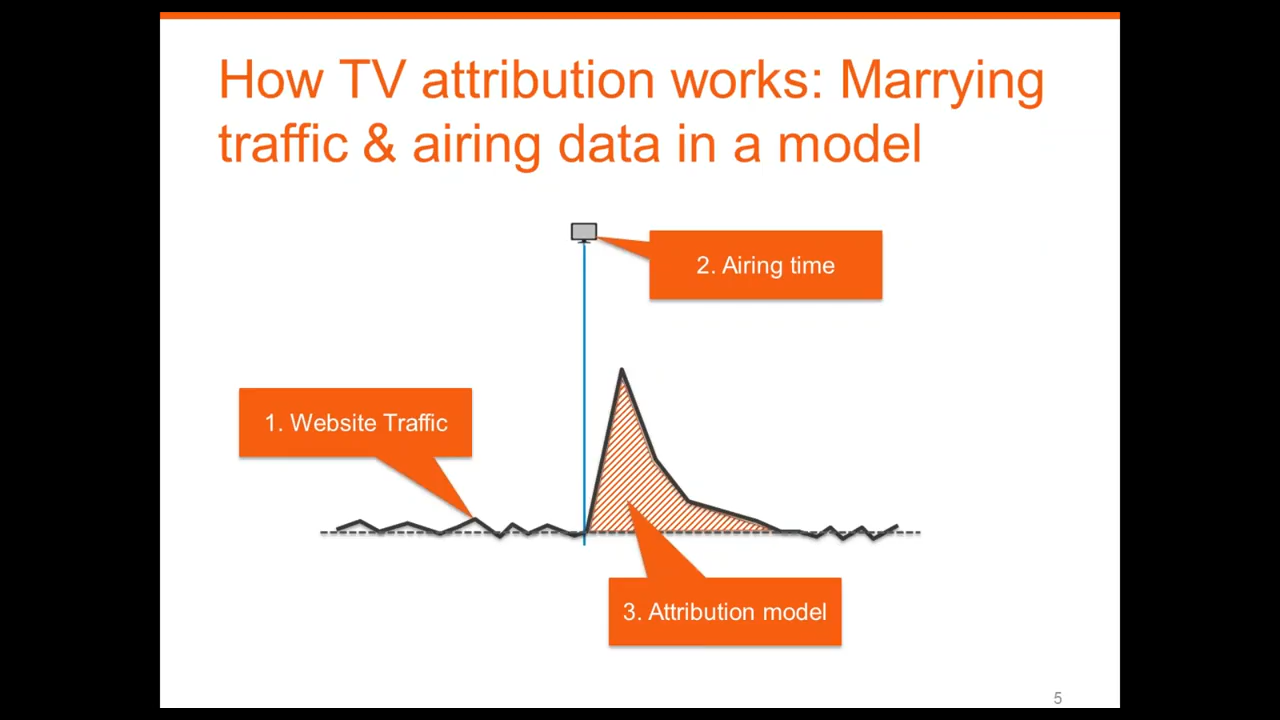 How TV attribution works: Marrying
traffic & airing data in a model
2. Airing time
1. Website Traffic
3. Attribution model
5